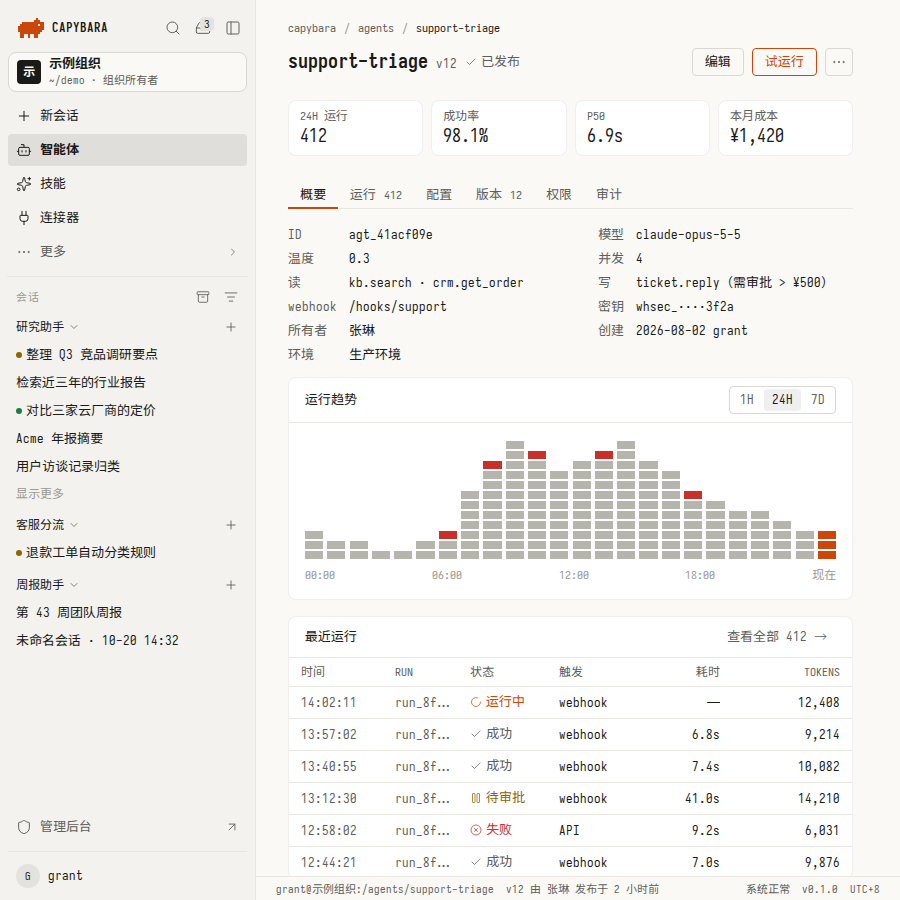 CAPYBARA
3
示 示例组织
~/demo · 组织所有者
新会话
智能体
技能
连接器
更多
会话
研究助手
整理 Q3 竞品调研要点
检索近三年的行业报告
对比三家云厂商的定价
Acme 年报摘要
用户访谈记录归类
显示更多
客服分流
退款工单自动分类规则
周报助手
第 43 周团队周报
未命名会话 · 10-20 14:32
管理后台
G grant
capybara / agents / support-triage
support-triage v12 已发布
编辑 试运行 ···
24H 运行 成功率 P50 本月成本
412 98.1% 6.9s ¥1,420
概要 运行 412 配置 版本 12 权限 审计
ID agt_41acf09e 模型 claude-opus-5-5
温度 0.3 并发 4
读 kb.search · crm.get_order 写 ticket.reply (需审批 > ¥500)
webhook /hooks/support 密钥 whsec_····3f2a
所有者 张琳 创建 2026-08-02 grant
环境 生产环境
运行趋势 1H 24H 7D
00:00 06:00 12:00 18:00 现在
最近运行 查看全部 412 →
时间 RUN 状态 触发 耗时 TOKENS
14:02:11 run_8f... 运行中 webhook — 12,408
13:57:02 run_8f... 成功 webhook 6.8s 9,214
13:40:55 run_8f... 成功 webhook 7.4s 10,082
13:12:30 run_8f... 待审批 webhook 41.0s 14,210
12:58:02 run_8f... 失败 API 9.2s 6,031
12:44:21 run_8f... 成功 webhook 7.0s 9,876
grant@示例组织:/agents/support-triage v12 由 张琳 发布于 2 小时前 系统正常 v0.1.0 UTC+8